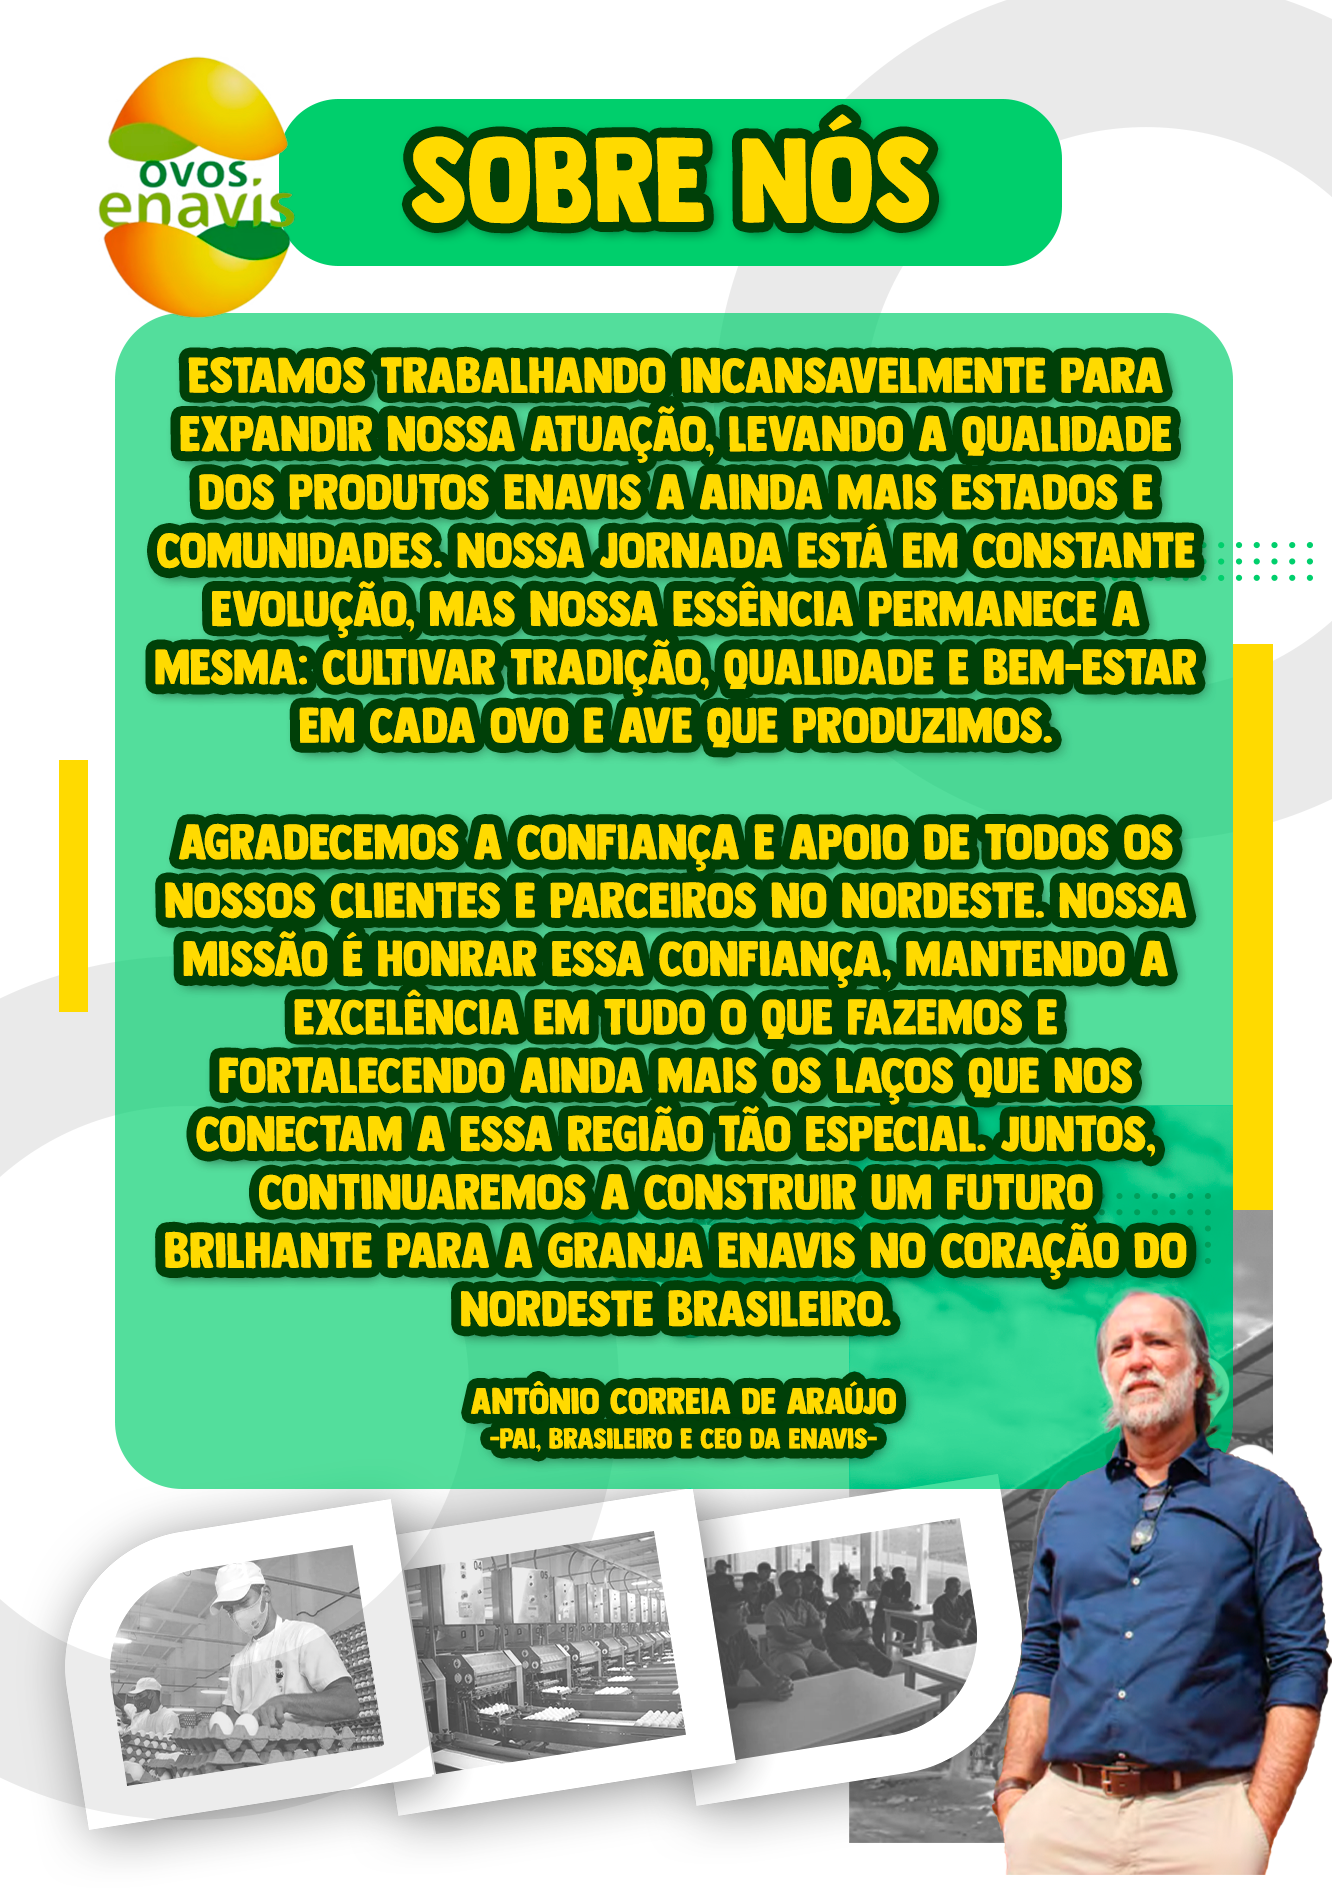 ovos
enavis
SOBRE NÓS
ESTAMOS TRABALHANDO INCANSAVELMENTE PARA
EXPANDIR NOSSA ATUAÇÃO, LEVANDO A QUALIDADE
DOS PRODUTOS ENAVIS A AINDA MAIS ESTADOS E
COMUNIDADES. NOSSA JORNADA ESTÁ EM CONSTANTE
EVOLUÇÃO, MAS NOSSA ESSÊNCIA PERMANECE A
MESMA: CULTIVAR TRADIÇÃO, QUALIDADE E BEM-ESTAR
EM CADA OVO E AVE QUE PRODUZIMOS.
AGRADECEMOS A CONFIANÇA E APOIO DE TODOS OS
NOSSOS CLIENTES E PARCEIROS NO NORDESTE. NOSSA
MISSÃO É HONRAR ESSA CONFIANÇA, MANTENDO A
EXCELÊNCIA EM TUDO O QUE FAZEMOS E
FORTALECENDO AINDA MAIS OS LAÇOS QUE NOS
CONECTAM A ESSA REGIÃO TÃO ESPECIAL. JUNTOS,
CONTINUAREMOS A CONSTRUIR UM FUTURO
BRILHANTE PARA A GRANJA ENAVIS NO CORAÇÃO DO
NORDESTE BRASILEIRO.
ANTÔNIO CORREIA DE ARAÚJO
-PAI, BRASILEIRO E CEO DA ENAVIS-
04
05